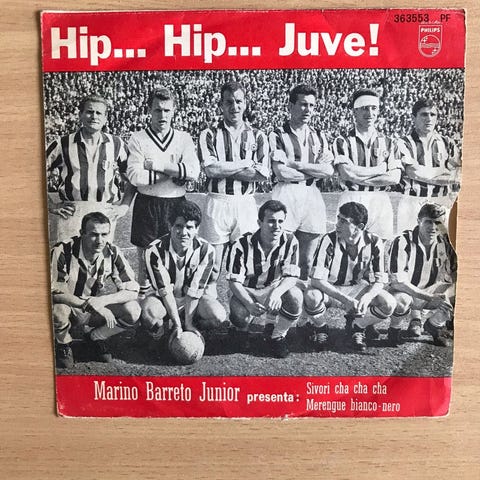 363553 PF
Hip... Hip... Juve!
PHILIPS
Marino Barreto Junior presenta: Sivori cha cha cha
Merengue bianco-nero